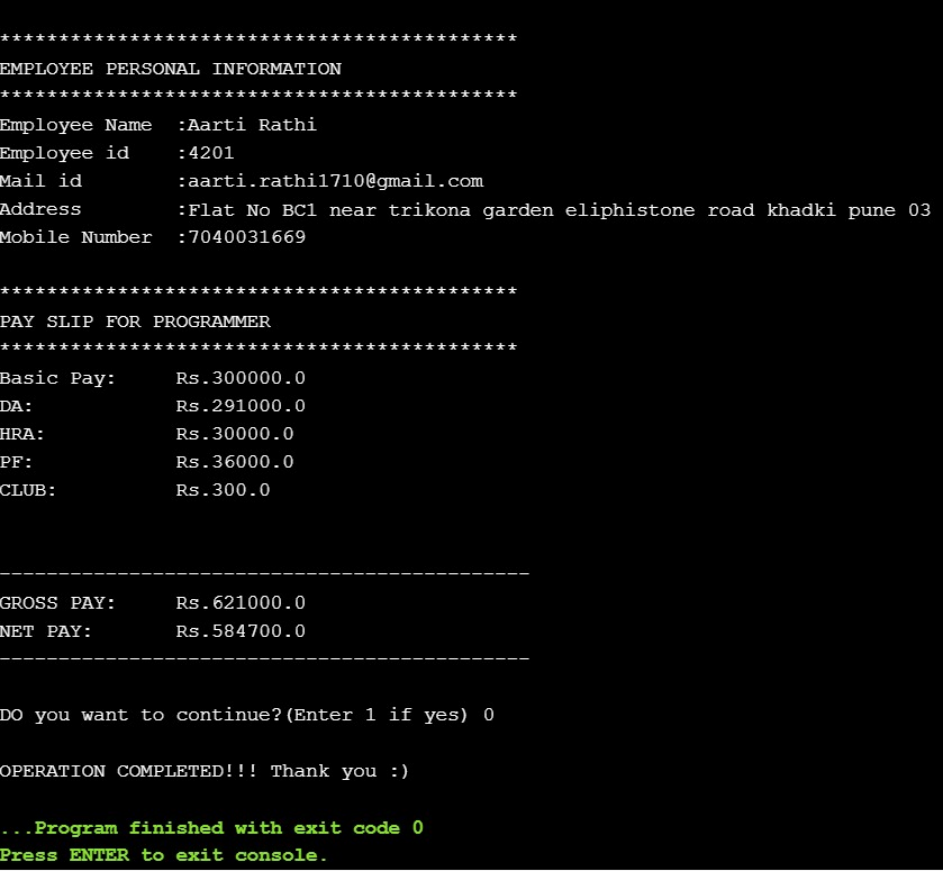 ********************************************
EMPLOYEE PERSONAL INFORMATION
********************************************
Employee Name  :Aarti Rathi
Employee id    :4201
Mail id        :aarti.rathi1710@gmail.com
Address        :Flat No BC1 near trikona garden eliphistone road khadki pune 03
Mobile Number  :7040031669
********************************************
PAY SLIP FOR PROGRAMMER
********************************************
Basic Pay:     Rs.300000.0
DA:            Rs.291000.0
HRA:           Rs.30000.0
PF:            Rs.36000.0
CLUB:          Rs.300.0
---------------------------------------------
GROSS PAY:     Rs.621000.0
NET PAY:       Rs.584700.0
---------------------------------------------
DO you want to continue?(Enter 1 if yes) 0
OPERATION COMPLETED!!! Thank you :)
...Program finished with exit code 0
Press ENTER to exit console.